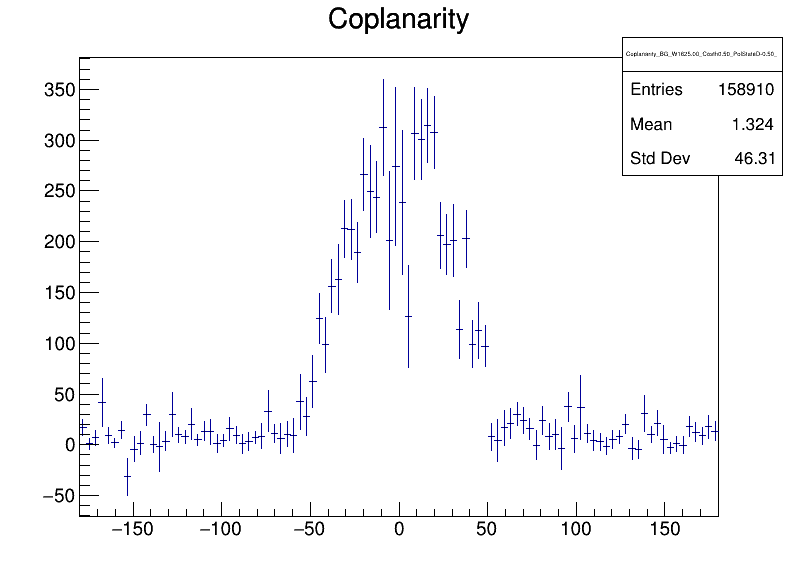 Coplanarity
Coplanarity_BG_W1625.00_Costh0.50_PolStateD-0.50_
Entries 158910
Mean 1.324
Std Dev 46.31
350
300
250
200
150
100
50
0
−50
−150 −100 −50 0 50 100 150